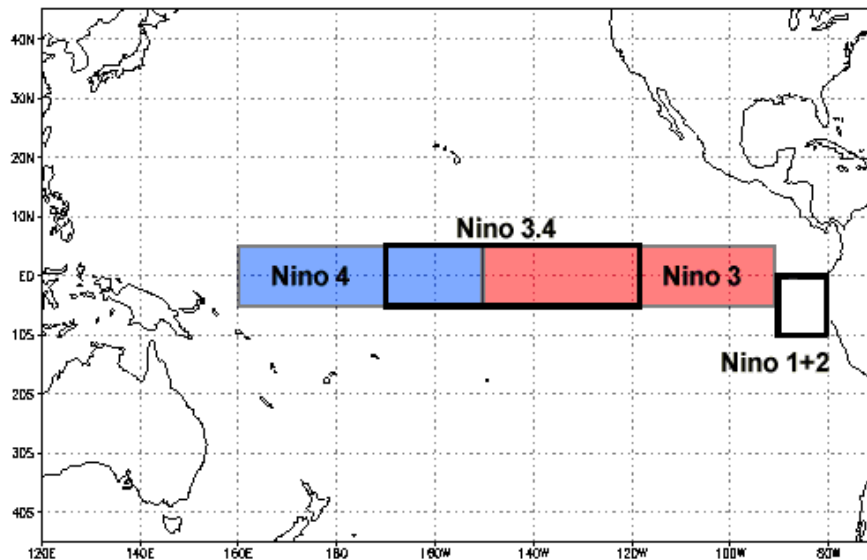 40N
30N
20N
10N
Nino 3.4
EQ
Nino 4
Nino 3
10S
Nino 1+2
20S
30S
40S
120E
140E
160E
180
160W
140W
120W
100W
80W